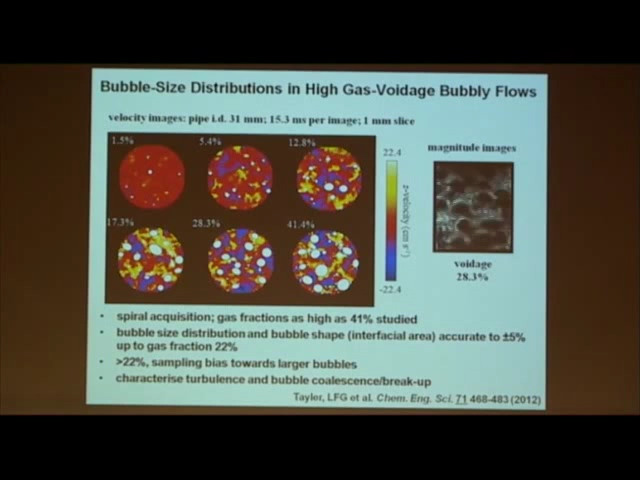 Bubble-Size Distributions in High Gas-Voidage Bubbly Flows
velocity images: pipe i.d. 31 mm; 15.3 ms per image; 1 mm slice
1.5%
5.4%
12.8%
17.3%
28.3%
41.4%
22.4
z-velocity (cm s⁻¹)
-22.4
magnitude images
voidage
28.3%
• spiral acquisition; gas fractions as high as 41% studied
• bubble size distribution and bubble shape (interfacial area) accurate to ±5%
up to gas fraction 22%
• >22%, sampling bias towards larger bubbles
• characterise turbulence and bubble coalescence/break-up
Tayler, LFG et al. Chem. Eng. Sci. 71 468-483 (2012)